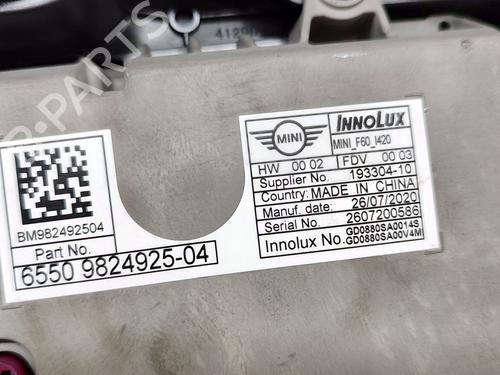 MINI
INNOLUX
MINI_F60_I420
HW 00 02 FDV 00 03
Supplier No. 193304-10
Country: MADE IN CHINA
Manuf. date: 26/07/2020
Serial No. 2607200586
Innolux No. GD0880SA0014S
GD0880SA00V4M
BM982492504
Part No.
6550 9824925-04